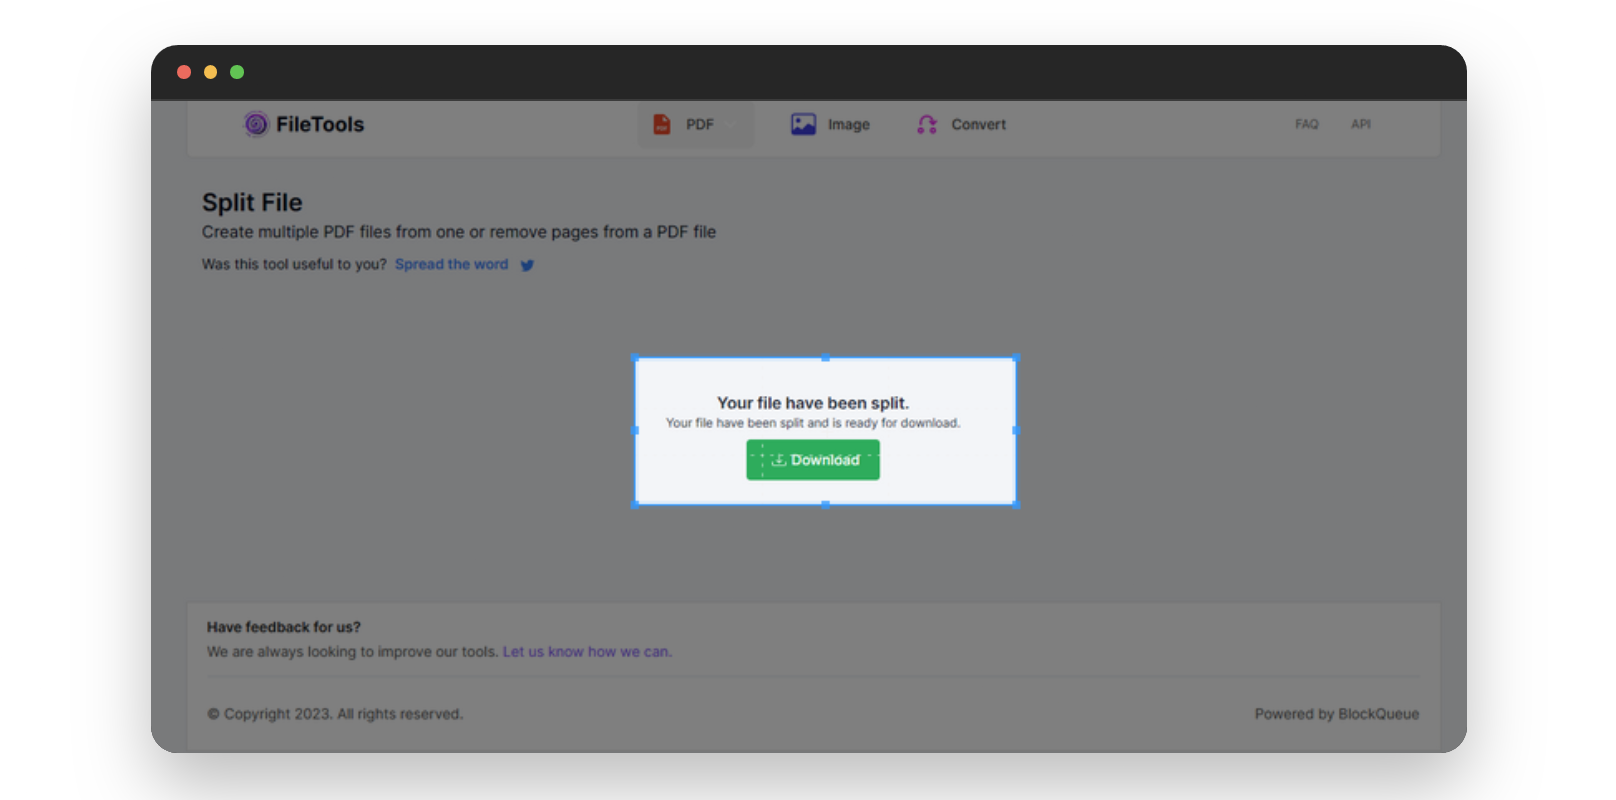 FileTools
PDF
Image
Convert
FAQ
API
Split File
Create multiple PDF files from one or remove pages from a PDF file
Was this tool useful to you? Spread the word
Your file have been split.
Your file have been split and is ready for download.
Download
Have feedback for us?
We are always looking to improve our tools. Let us know how we can.
© Copyright 2023. All rights reserved.
Powered by BlockQueue